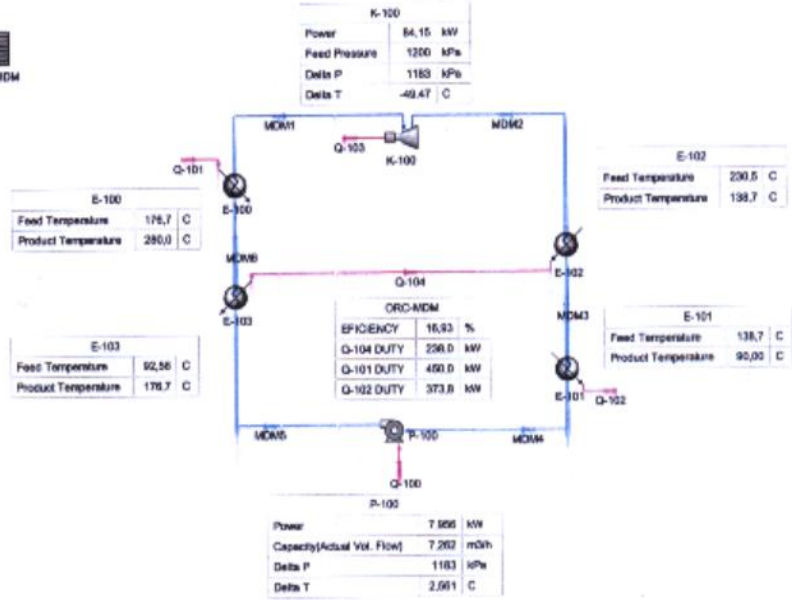 K-100
Power 84,15 kW
Feed Pressure 1200 kPa
Delta P 1183 kPa
Delta T -49,47 C
MDM1
MDM2
Q-103
K-100
Q-101
E-100
E-102
Feed Temperature 230,5 C
Product Temperature 138,7 C
E-100
Feed Temperature 176,7 C
Product Temperature 280,0 C
MDM6
E-102
Q-104
E-103
MDM3
ORC-MDM
EFICIENCY 16,93 %
Q-104 DUTY 236,0 kW
Q-101 DUTY 450,0 kW
Q-102 DUTY 373,8 kW
E-101
Feed Temperature 138,7 C
Product Temperature 90,00 C
E-103
Feed Temperature 92,56 C
Product Temperature 176,7 C
E-101
Q-102
MDM5
P-100
MDM4
Q-100
P-100
Power 7,956 kW
Capacity(Actual Vol. Flow) 7,262 m3/h
Delta P 1183 kPa
Delta T 2,561 C